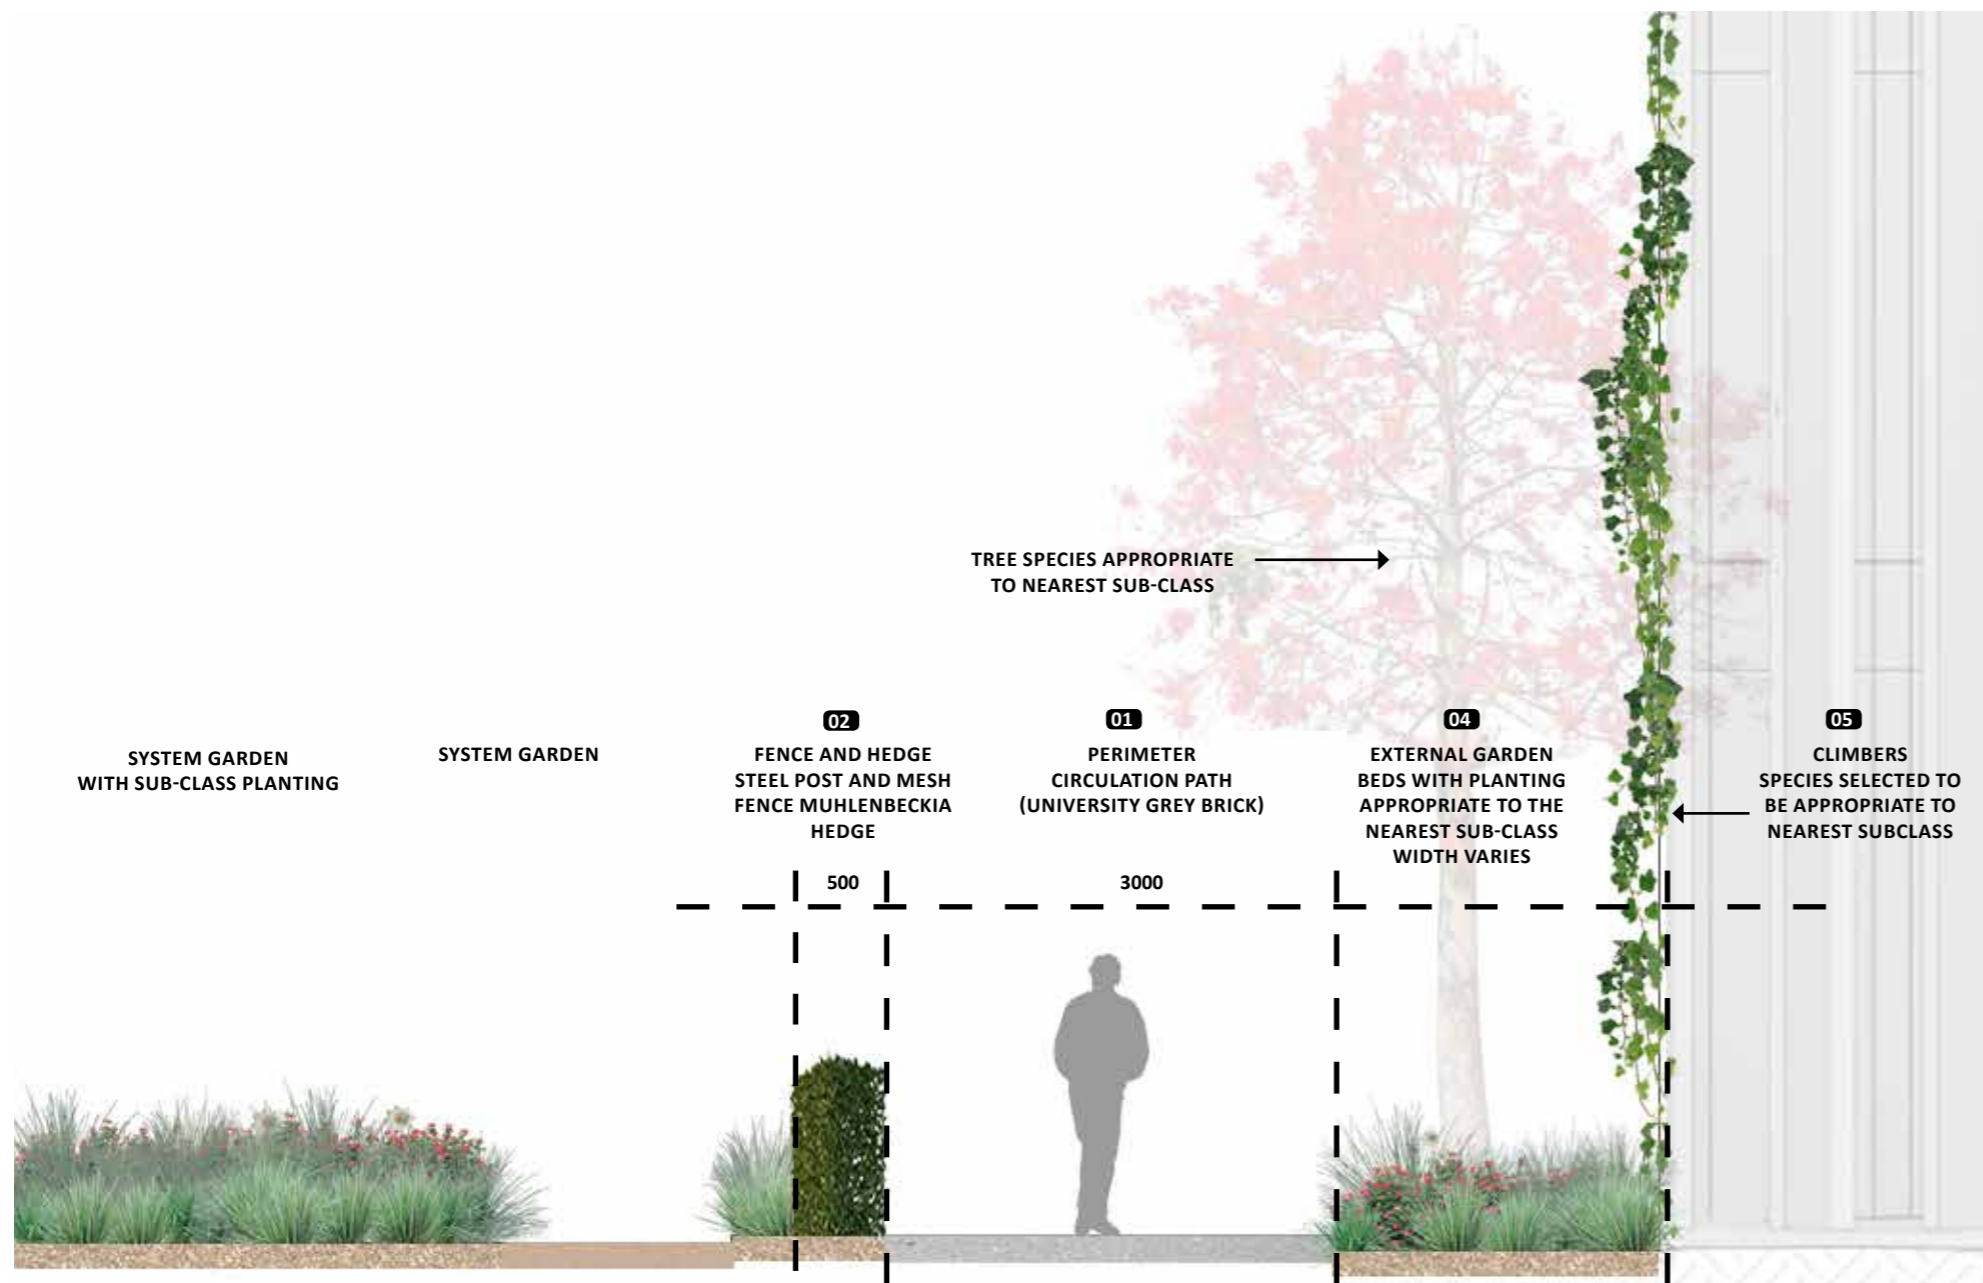 TREE SPECIES APPROPRIATE
TO NEAREST SUB-CLASS
SYSTEM GARDEN
WITH SUB-CLASS PLANTING
SYSTEM GARDEN
02
FENCE AND HEDGE
STEEL POST AND MESH
FENCE MUHLENBECKIA
HEDGE
500
01
PERIMETER
CIRCULATION PATH
(UNIVERSITY GREY BRICK)
3000
04
EXTERNAL GARDEN
BEDS WITH PLANTING
APPROPRIATE TO THE
NEAREST SUB-CLASS
WIDTH VARIES
05
CLIMBERS
SPECIES SELECTED TO
BE APPROPRIATE TO
NEAREST SUBCLASS